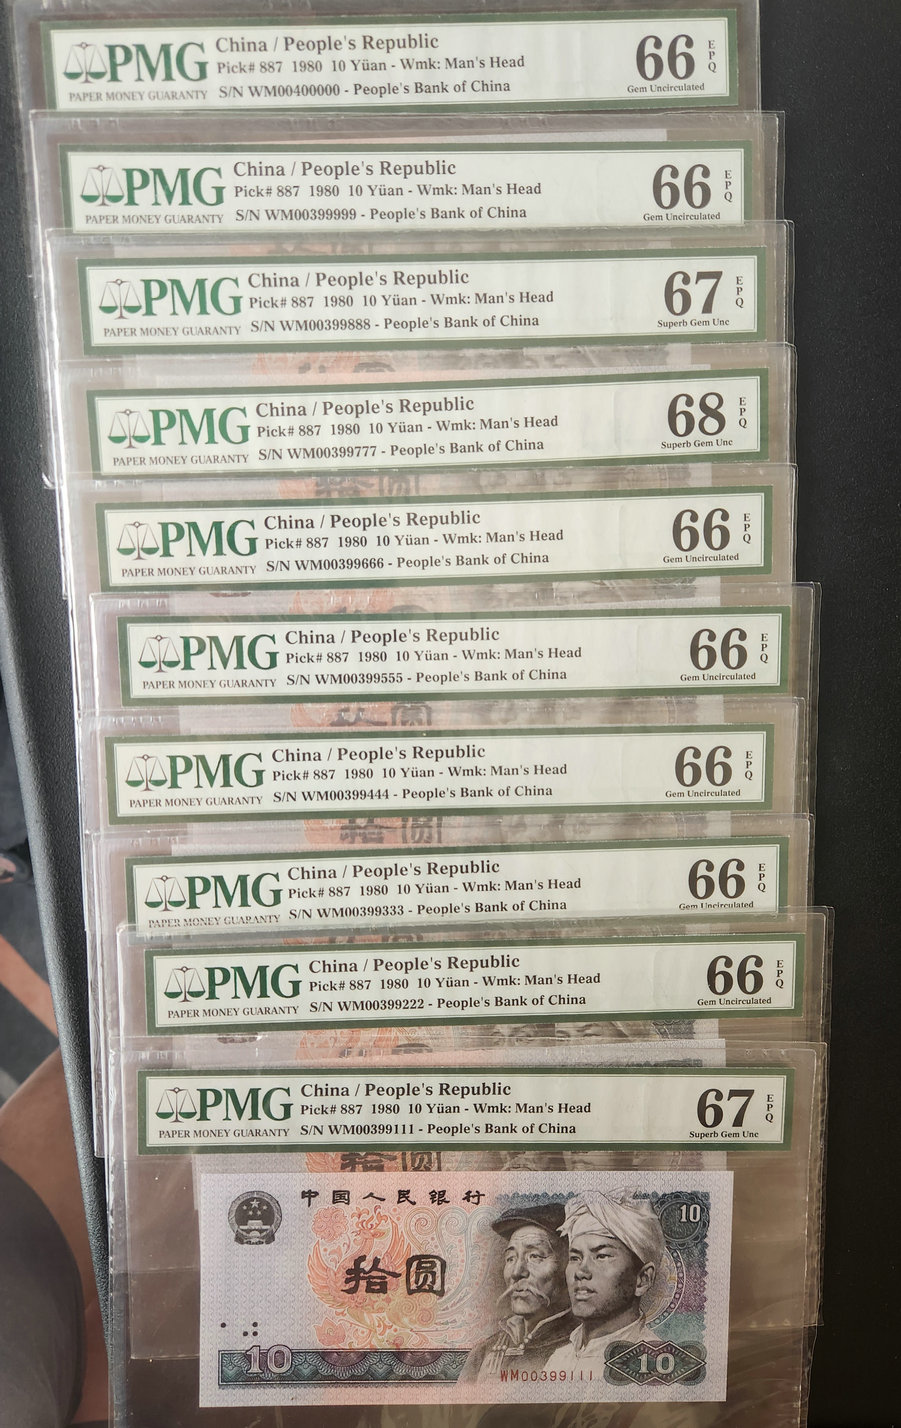 PMG
PAPER MONEY GUARANTY
China / People's Republic
Pick# 887 1980 10 Yüan - Wmk: Man's Head
S/N WM00400000 - People's Bank of China
66 EPQ
Gem Uncirculated
PMG
PAPER MONEY GUARANTY
China / People's Republic
Pick# 887 1980 10 Yüan - Wmk: Man's Head
S/N WM00399999 - People's Bank of China
66 EPQ
Gem Uncirculated
PMG
PAPER MONEY GUARANTY
China / People's Republic
Pick# 887 1980 10 Yüan - Wmk: Man's Head
S/N WM00399888 - People's Bank of China
67 EPQ
Superb Gem Unc
PMG
PAPER MONEY GUARANTY
China / People's Republic
Pick# 887 1980 10 Yüan - Wmk: Man's Head
S/N WM00399777 - People's Bank of China
68 EPQ
Superb Gem Unc
拾圆
PMG
PAPER MONEY GUARANTY
China / People's Republic
Pick# 887 1980 10 Yüan - Wmk: Man's Head
S/N WM00399666 - People's Bank of China
66 EPQ
Gem Uncirculated
PMG
PAPER MONEY GUARANTY
China / People's Republic
Pick# 887 1980 10 Yüan - Wmk: Man's Head
S/N WM00399555 - People's Bank of China
66 EPQ
Gem Uncirculated
PMG
PAPER MONEY GUARANTY
China / People's Republic
Pick# 887 1980 10 Yüan - Wmk: Man's Head
S/N WM00399444 - People's Bank of China
66 EPQ
Gem Uncirculated
拾圆
PMG
PAPER MONEY GUARANTY
China / People's Republic
Pick# 887 1980 10 Yüan - Wmk: Man's Head
S/N WM00399333 - People's Bank of China
66 EPQ
Gem Uncirculated
PMG
PAPER MONEY GUARANTY
China / People's Republic
Pick# 887 1980 10 Yüan - Wmk: Man's Head
S/N WM00399222 - People's Bank of China
66 EPQ
Gem Uncirculated
PMG
PAPER MONEY GUARANTY
China / People's Republic
Pick# 887 1980 10 Yüan - Wmk: Man's Head
S/N WM00399111 - People's Bank of China
67 EPQ
Superb Gem Unc
拾圆
中国人民银行
10
拾圆
10
WM00399111
10